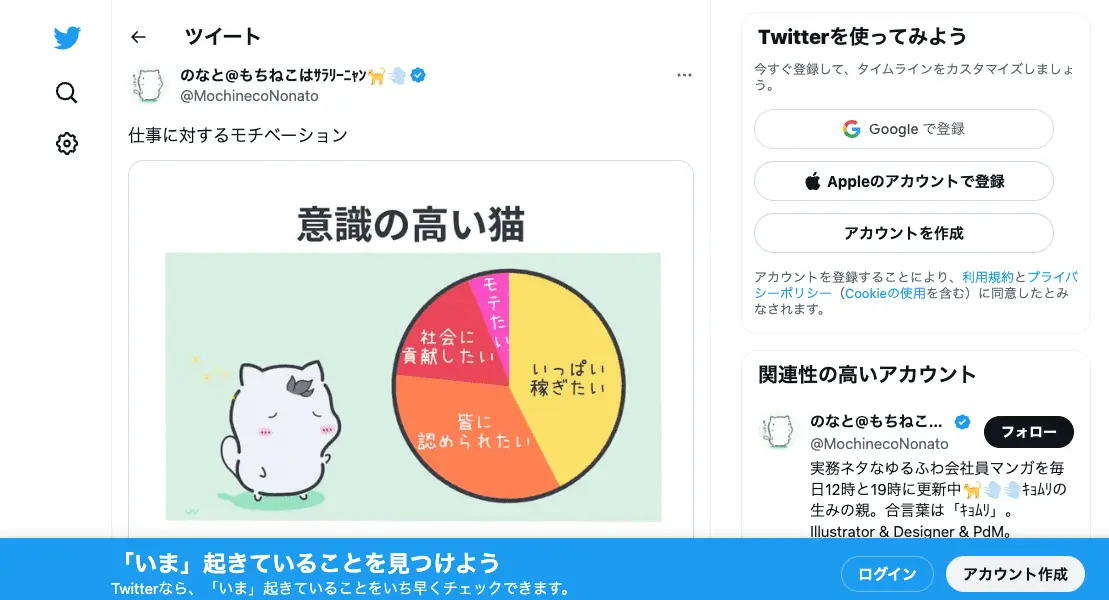 ツイート
のなと@もちねこはｻﾗﾘｰﾆｬﾝ🐈💨
@MochinecoNonato
仕事に対するモチベーション
意識の高い猫
モテたい
社会に
貢献したい
いっぱい
稼ぎたい
皆に
認められたい
Twitterを使ってみよう
今すぐ登録して、タイムラインをカスタマイズしましょ
う。
Google で登録
Appleのアカウントで登録
アカウントを作成
アカウントを登録することにより、利用規約とプライバ
シーポリシー（Cookieの使用を含む）に同意したとみ
なされます。
関連性の高いアカウント
のなと@もちねこ...
@MochinecoNonato
フォロー
実務ネタなゆるふわ会社員マンガを毎
日12時と19時に更新中🐈💨💨ｷｮﾑﾘの
生みの親。合言葉は「ｷｮﾑﾘ」。
Illustrator & Designer & PdM。
「いま」起きていることを見つけよう
Twitterなら、「いま」起きていることをいち早くチェックできます。
ログイン
アカウント作成